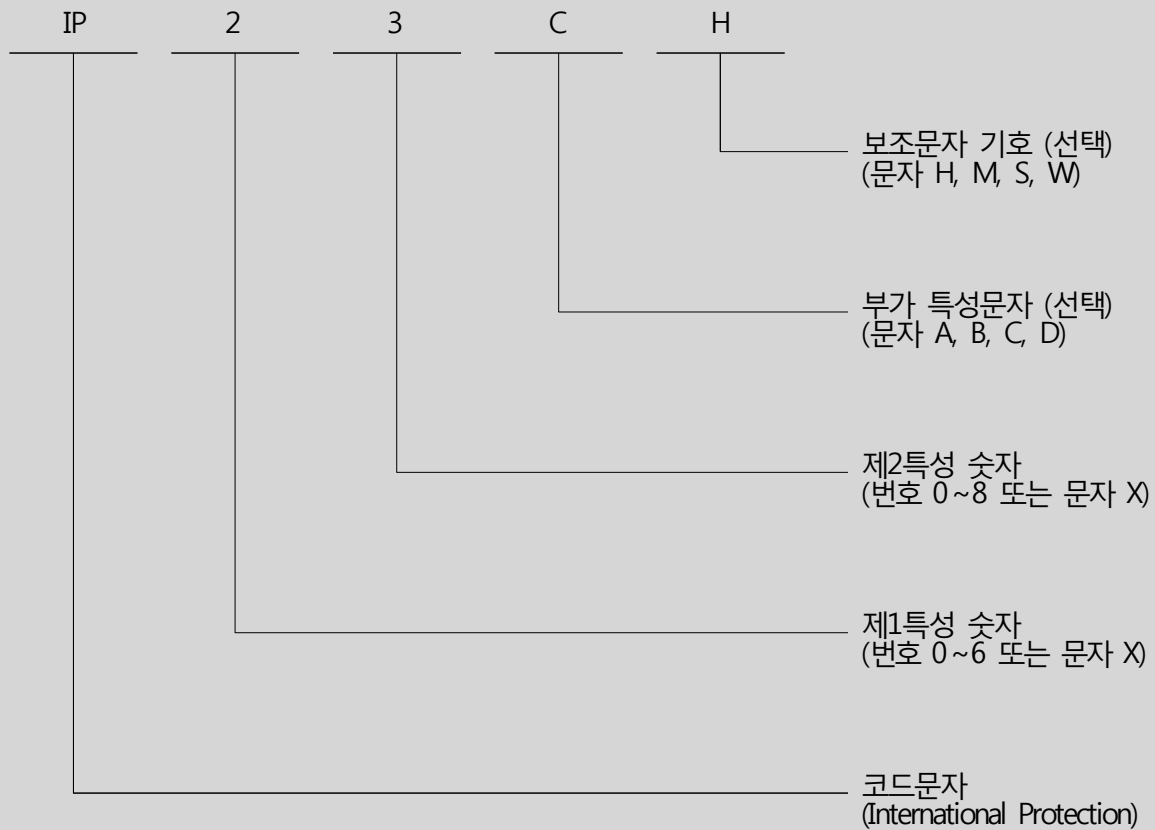 IP 2 3 C H
보조문자 기호 (선택)
(문자 H, M, S, W)
부가 특성문자 (선택)
(문자 A, B, C, D)
제2특성 숫자
(번호 0~8 또는 문자 X)
제1특성 숫자
(번호 0~6 또는 문자 X)
코드문자
(International Protection)